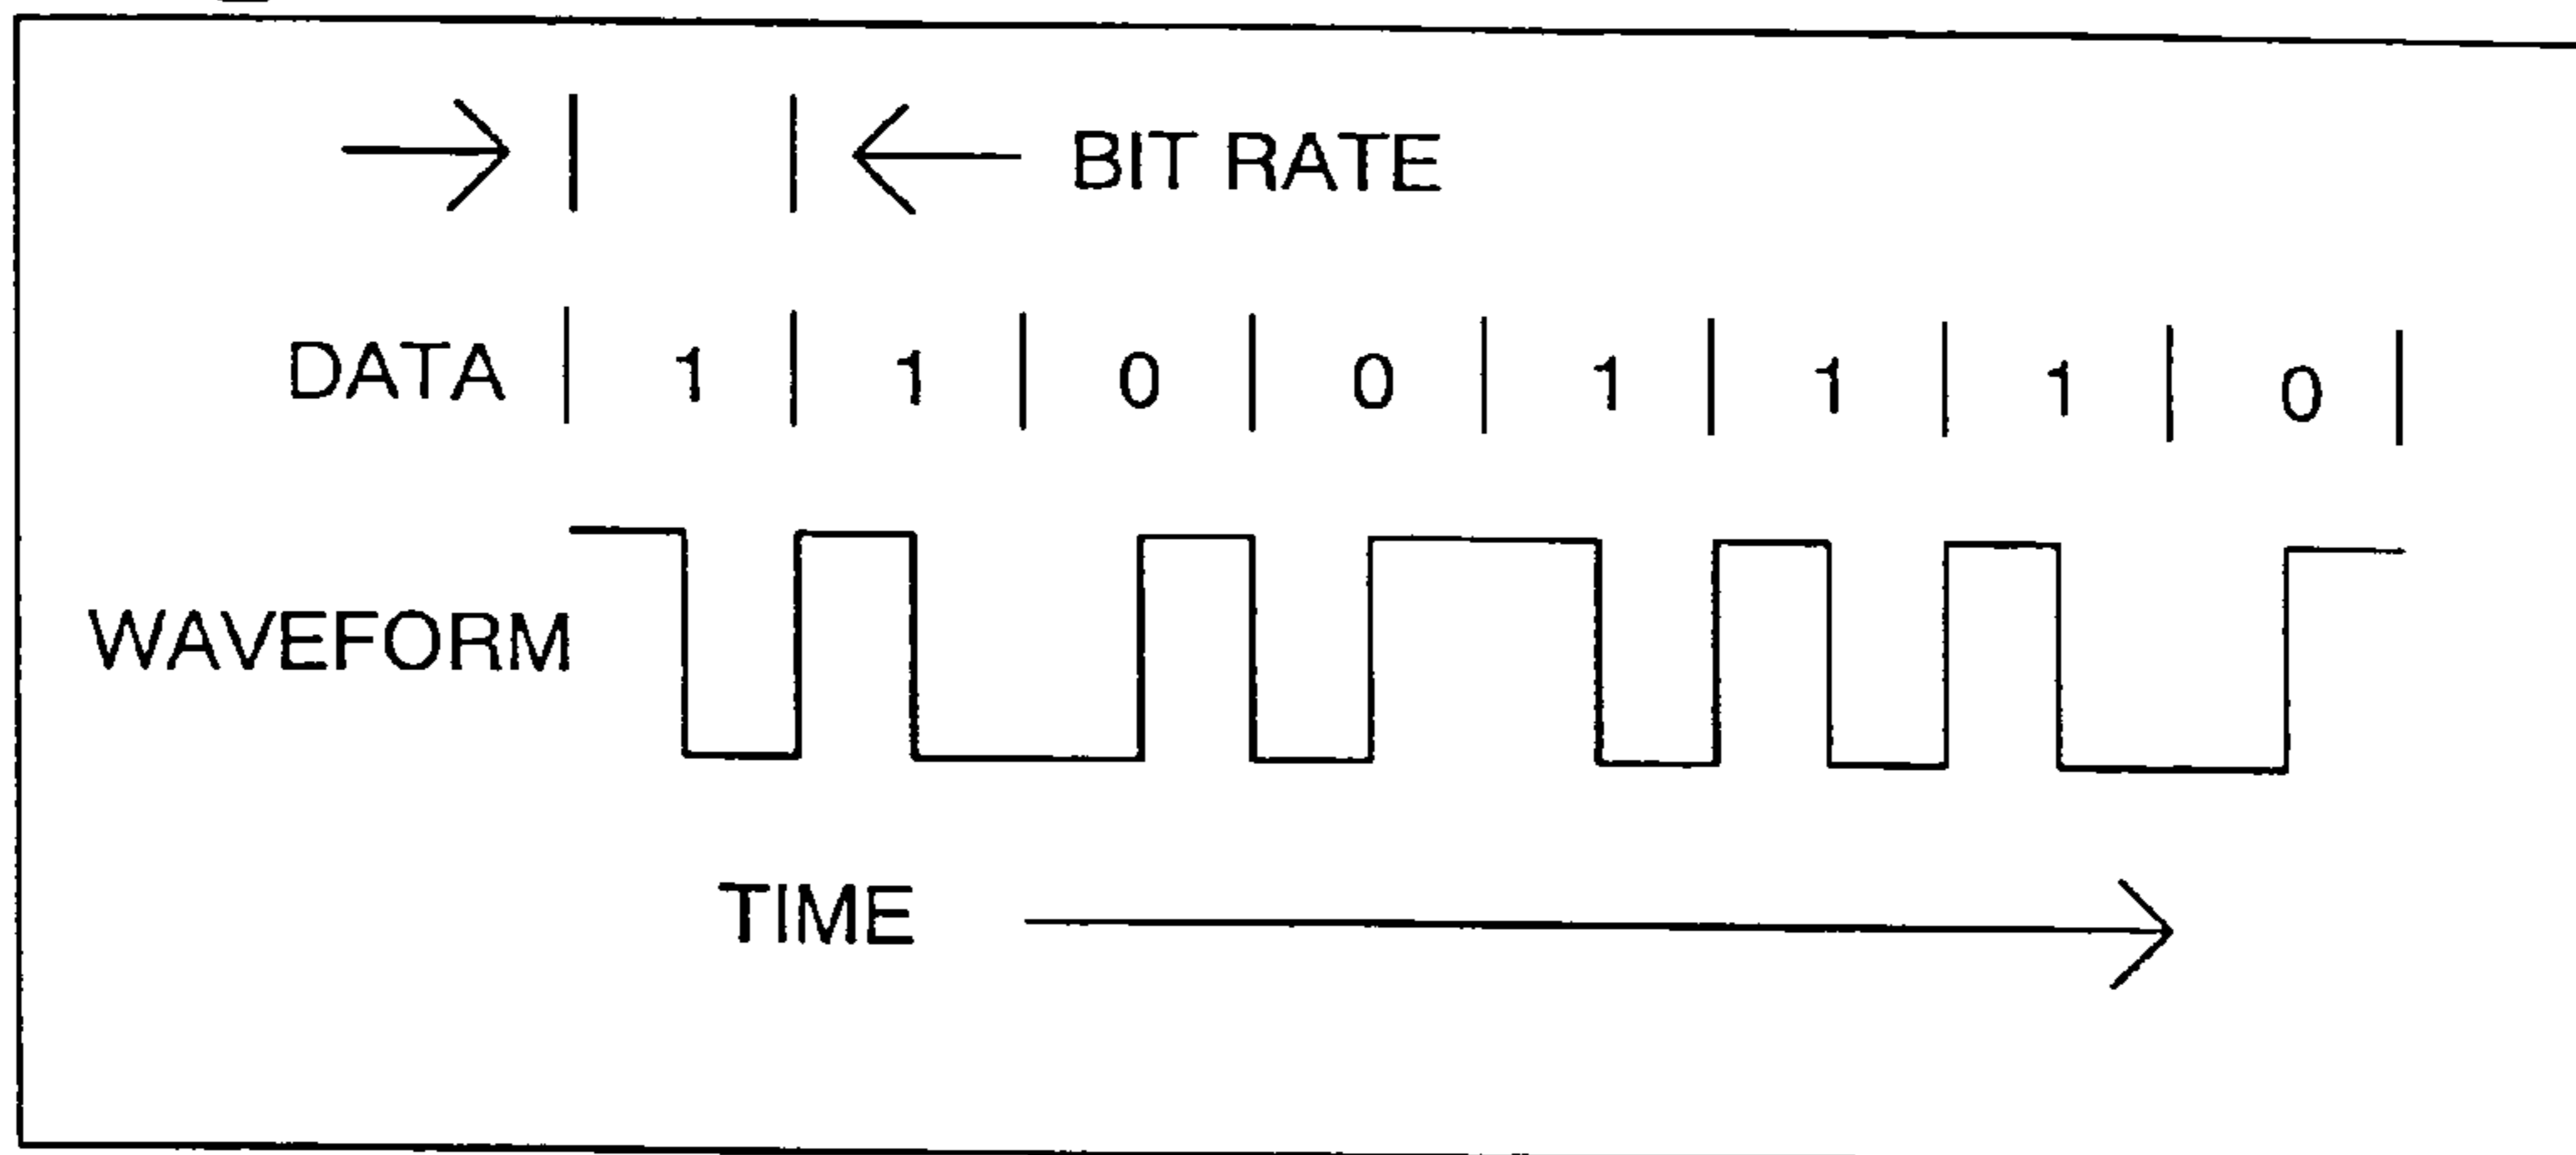 BIT RATE
DATA | 1 | 1 | 0 | 0 | 1 | 1 | 1 | 0 |
WAVEFORM
TIME